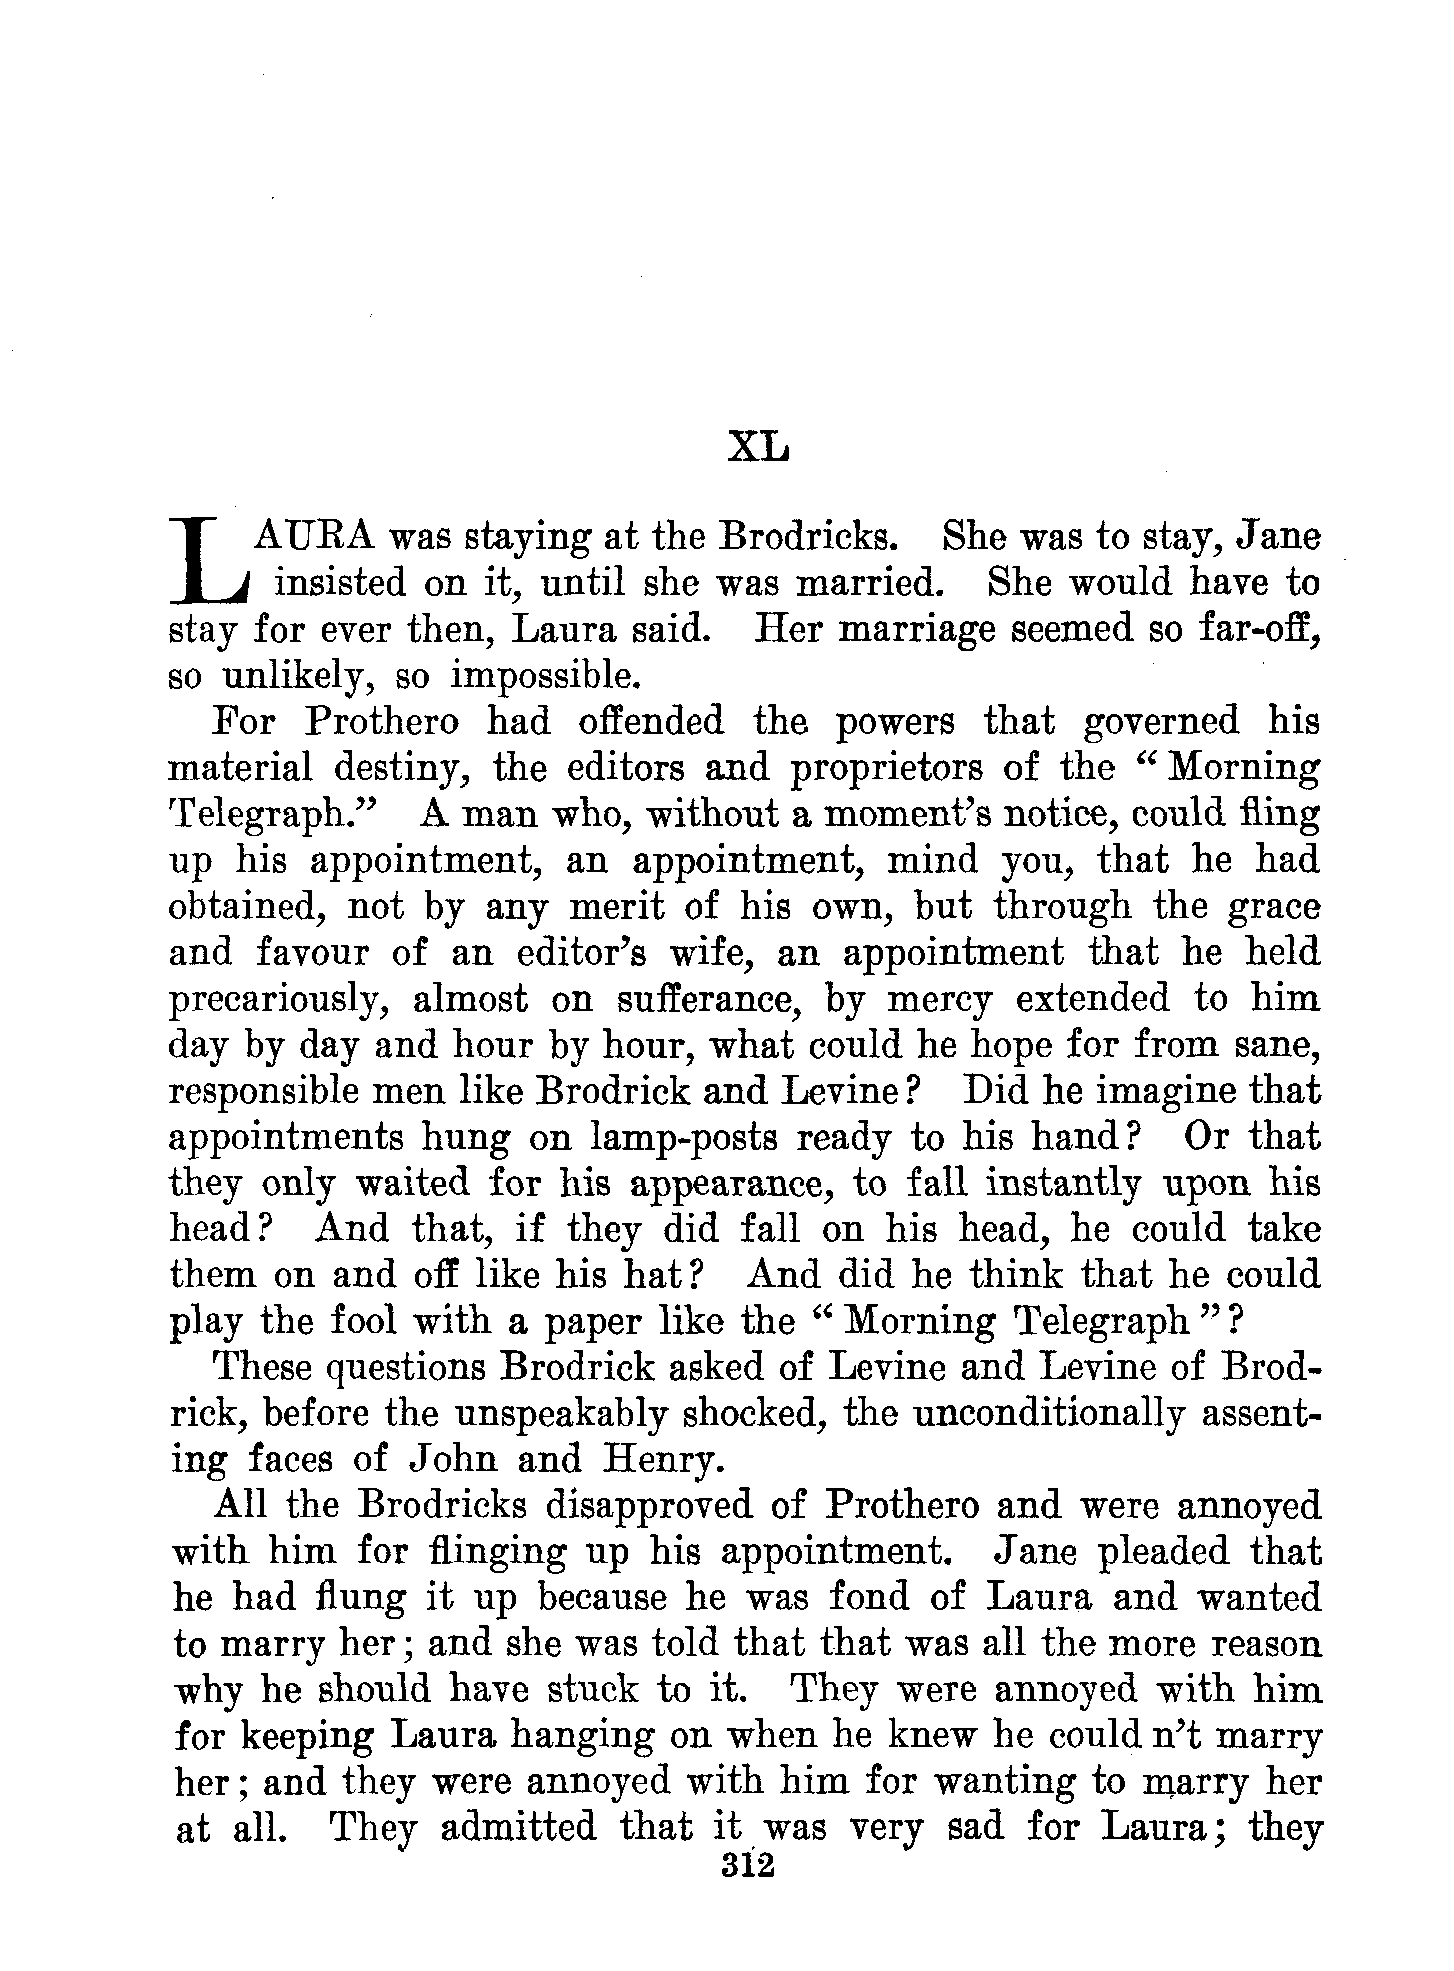 XL
LAURA was staying at the Brodricks. She was to stay, Jane
insisted on it, until she was married. She would have to
stay for ever then, Laura said. Her marriage seemed so far-off,
so unlikely, so impossible.
For Prothero had offended the powers that governed his
material destiny, the editors and proprietors of the “ Morning
Telegraph.” A man who, without a moment’s notice, could fling
up his appointment, an appointment, mind you, that he had
obtained, not by any merit of his own, but through the grace
and favour of an editor’s wife, an appointment that he held
precariously, almost on sufferance, by mercy extended to him
day by day and hour by hour, what could he hope for from sane,
responsible men like Brodrick and Levine? Did he imagine that
appointments hung on lamp-posts ready to his hand? Or that
they only waited for his appearance, to fall instantly upon his
head? And that, if they did fall on his head, he could take
them on and off like his hat? And did he think that he could
play the fool with a paper like the “ Morning Telegraph ”?
These questions Brodrick asked of Levine and Levine of Brod-
rick, before the unspeakably shocked, the unconditionally assent-
ing faces of John and Henry.
All the Brodricks disapproved of Prothero and were annoyed
with him for flinging up his appointment. Jane pleaded that
he had flung it up because he was fond of Laura and wanted
to marry her; and she was told that that was all the more reason
why he should have stuck to it. They were annoyed with him
for keeping Laura hanging on when he knew he could n’t marry
her; and they were annoyed with him for wanting to marry her
at all. They admitted that it was very sad for Laura; they
312